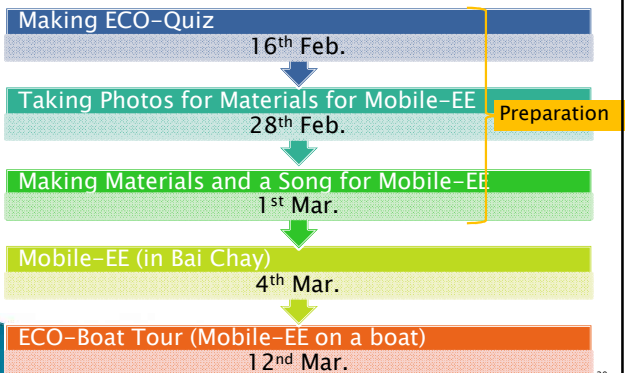 Making ECO-Quiz
16th Feb.
Taking Photos for Materials for Mobile-EE
28th Feb.
Preparation
Making Materials and a Song for Mobile-EE
1st Mar.
Mobile-EE (in Bai Chay)
4th Mar.
ECO-Boat Tour (Mobile-EE on a boat)
12nd Mar.